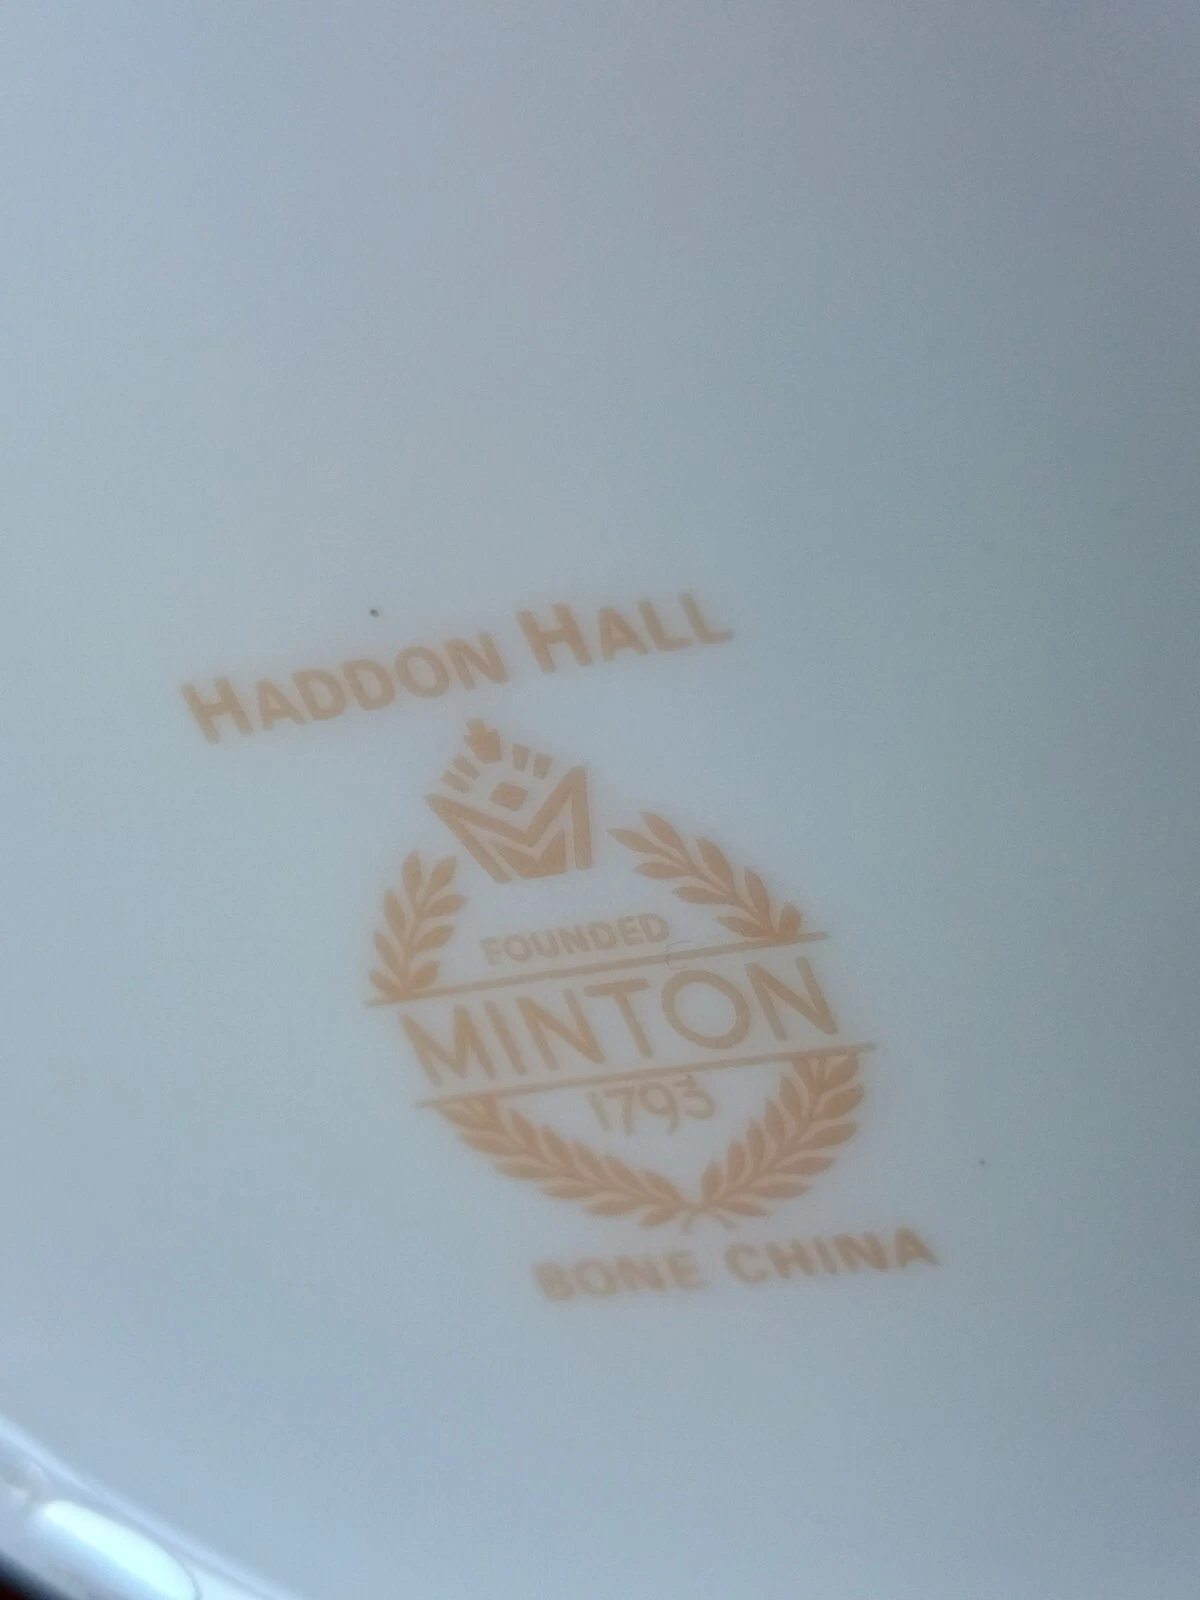 HADDON HALL
FOUNDED
MINTON
1793
BONE CHINA